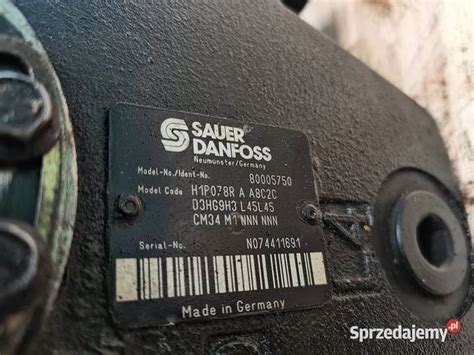 SAUER
DANFOSS
Neumünster/Germany
Model-No./Ident-No. 80005750
Model Code H1P078R A A8C2C
D3HG9H3 L45L45
CM34 M1 NNN NNN
Serial-No. N074411691
Made in Germany
Sprzedajemy.pl